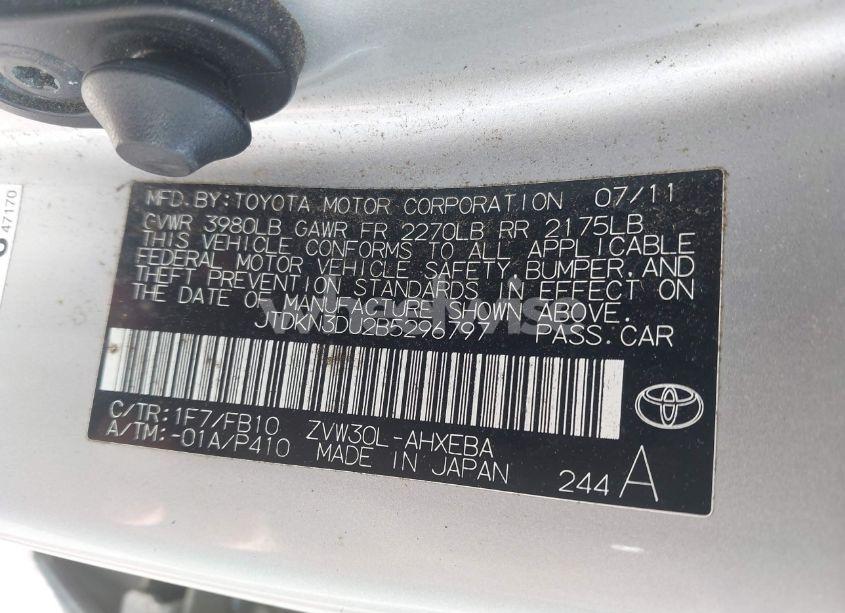 MFD.BY:TOYOTA MOTOR CORPORATION 07/11
GVWR 3980LB GAWR FR 2270LB RR 2175LB
THIS VEHICLE CONFORMS TO ALL APPLICABLE
FEDERAL MOTOR VEHICLE SAFETY,BUMPER,AND
THEFT PREVENTION STANDARDS IN EFFECT ON
THE DATE OF MANUFACTURE SHOWN ABOVE.
JTDKN3DU2B5296797 PASS.CAR
C/TR:1F7/FB10 ZVW30L-AHXEBA
A/TM:-01A/P410 MADE IN JAPAN
244 A
47170